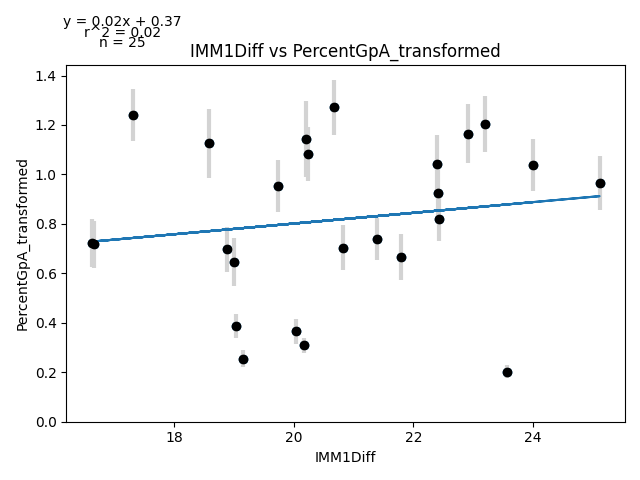 y = 0.02x + 0.37
r^2 = 0.02
n = 25
IMM1Diff vs PercentGpA_transformed
PercentGpA_transformed
1.4
1.2
1.0
0.8
0.6
0.4
0.2
0.0
18
20
22
24
IMM1Diff